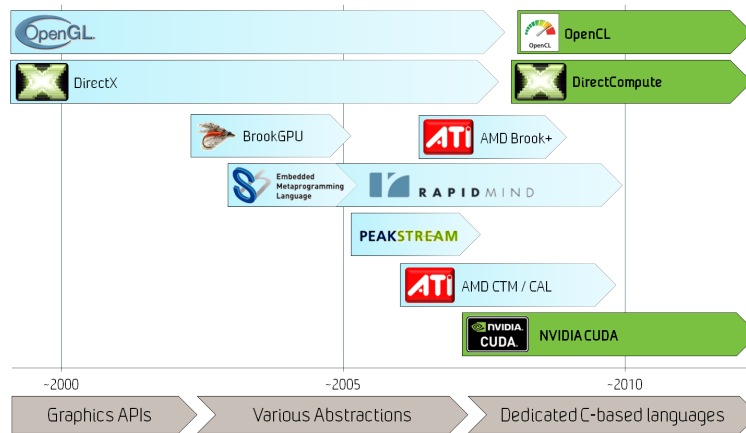 OpenGL.
OpenCL
OpenCL
DirectX
DirectCompute
BrookGPU
ATi
AMD Brook+
Embedded
Metaprogramming
Language
RAPIDMIND
PEAKSTREAM
ATi
AMD CTM / CAL
NVIDIA.
CUDA.
NVIDIA CUDA
~2000
~2005
~2010
Graphics APIs
Various Abstractions
Dedicated C-based languages